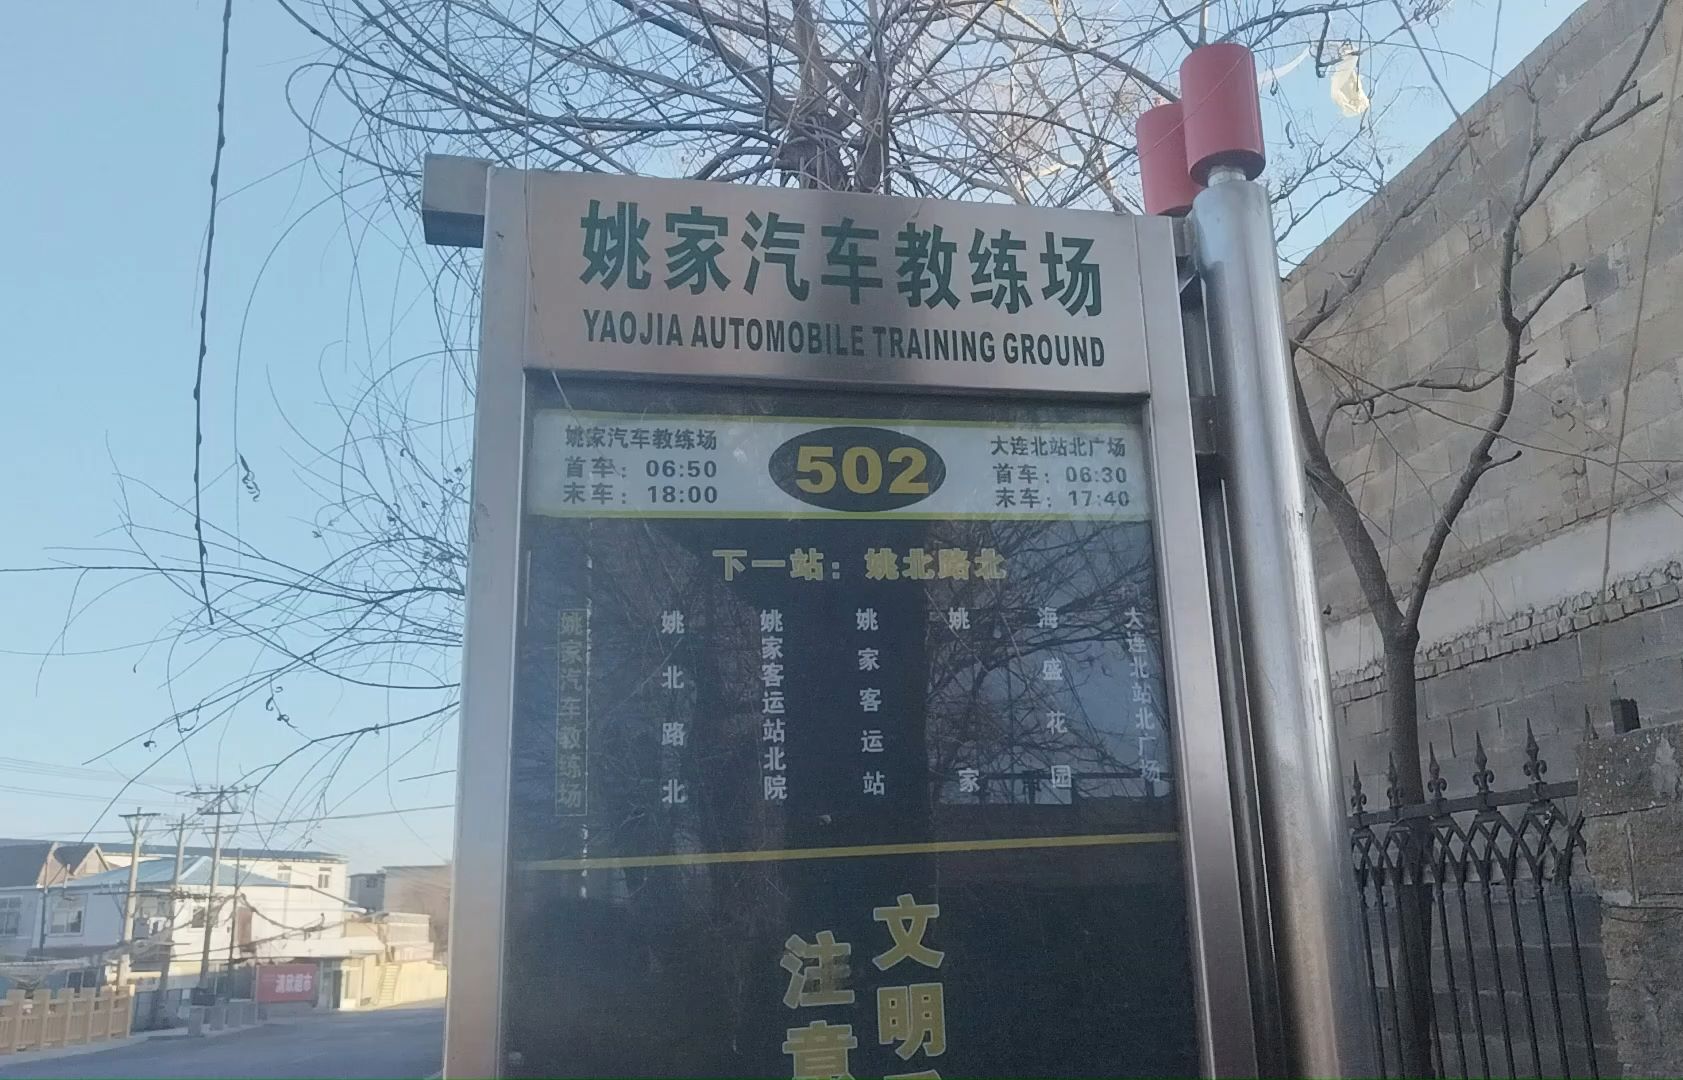 姚家汽车教练场
YAOJIA AUTOMOBILE TRAINING GROUND
姚家汽车教练场
首车：06:50
末车：18:00
502
大连北站北广场
首车：06:30
末车：17:40
下一站：姚北路北
姚家汽车教练场
姚北路北
姚家客运站北院
姚家客运站
姚家
海盛花园
大连北站北广场
文明
注意
超市